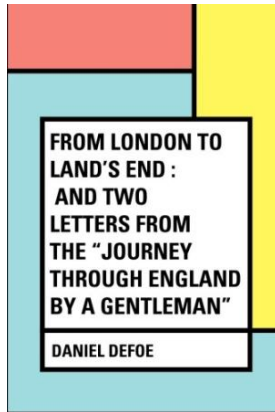 FROM LONDON TO
LAND'S END :
AND TWO
LETTERS FROM
THE “JOURNEY
THROUGH ENGLAND
BY A GENTLEMAN”
DANIEL DEFOE